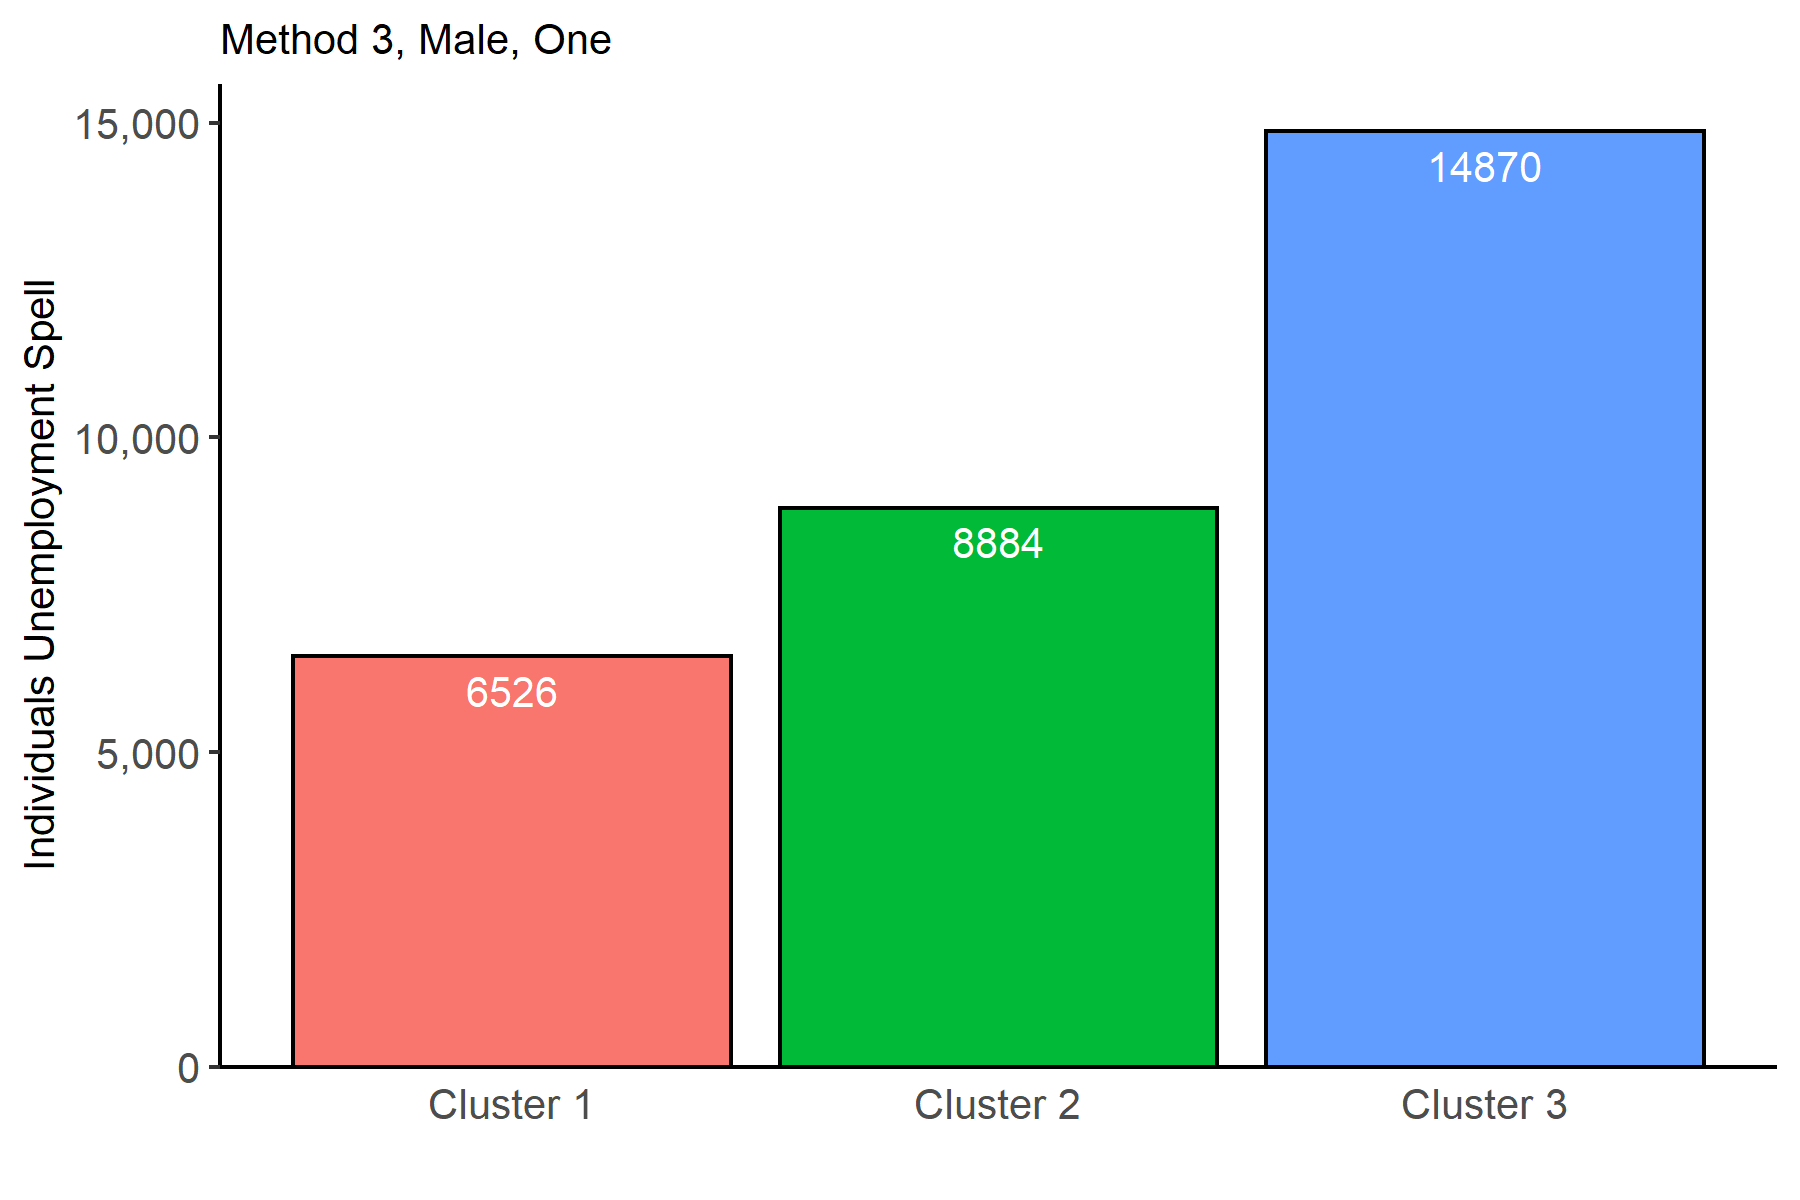 Method 3, Male, One
Individuals Unemployment Spell
15,000
10,000
5,000
0
6526
8884
14870
Cluster 1
Cluster 2
Cluster 3